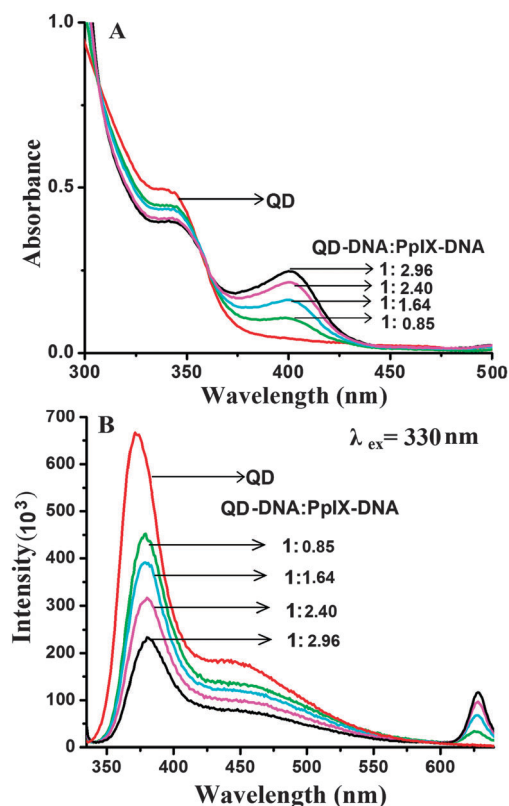 A
1.0
0.5
0.0
Absorbance
QD
QD-DNA:PpIX-DNA
1: 2.96
1: 2.40
1: 1.64
1: 0.85
300 350 400 450 500
Wavelength (nm)
B
λ ex= 330 nm
700
600
500
400
300
200
100
0
Intensity(10³)
QD
QD-DNA:PpIX-DNA
1: 0.85
1: 1.64
1: 2.40
1: 2.96
350 400 450 500 550 600
Wavelength (nm)